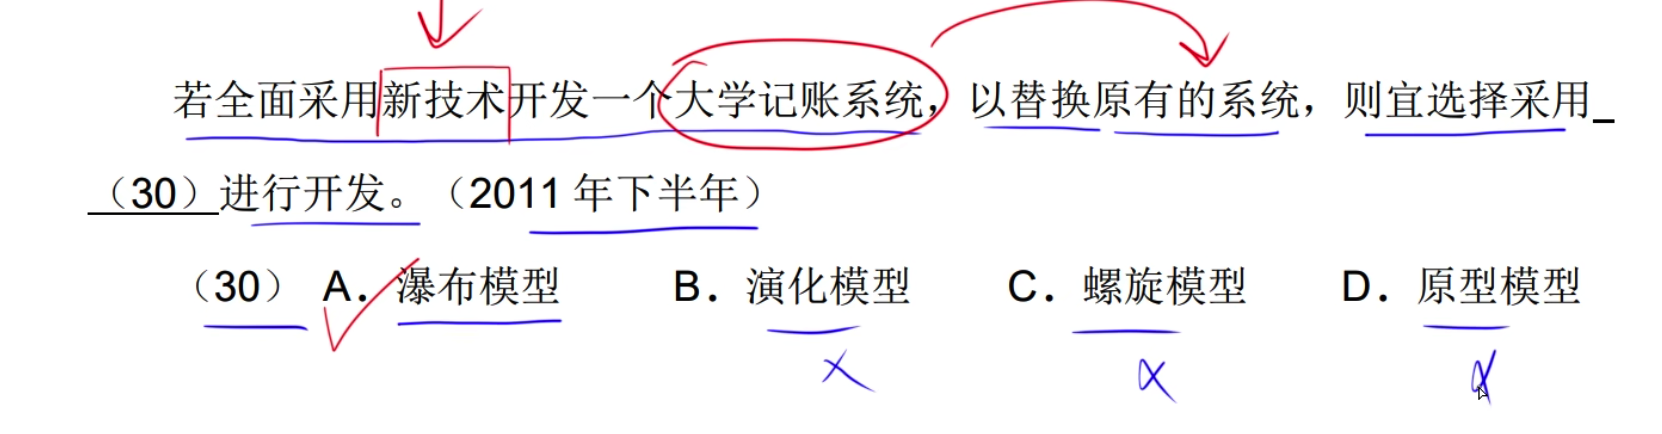 若全面采用新技术开发一个大学记账系统，以替换原有的系统，则宜选择采用_
（30）进行开发。（2011 年下半年）
（30） A．瀑布模型 B．演化模型 C．螺旋模型 D．原型模型